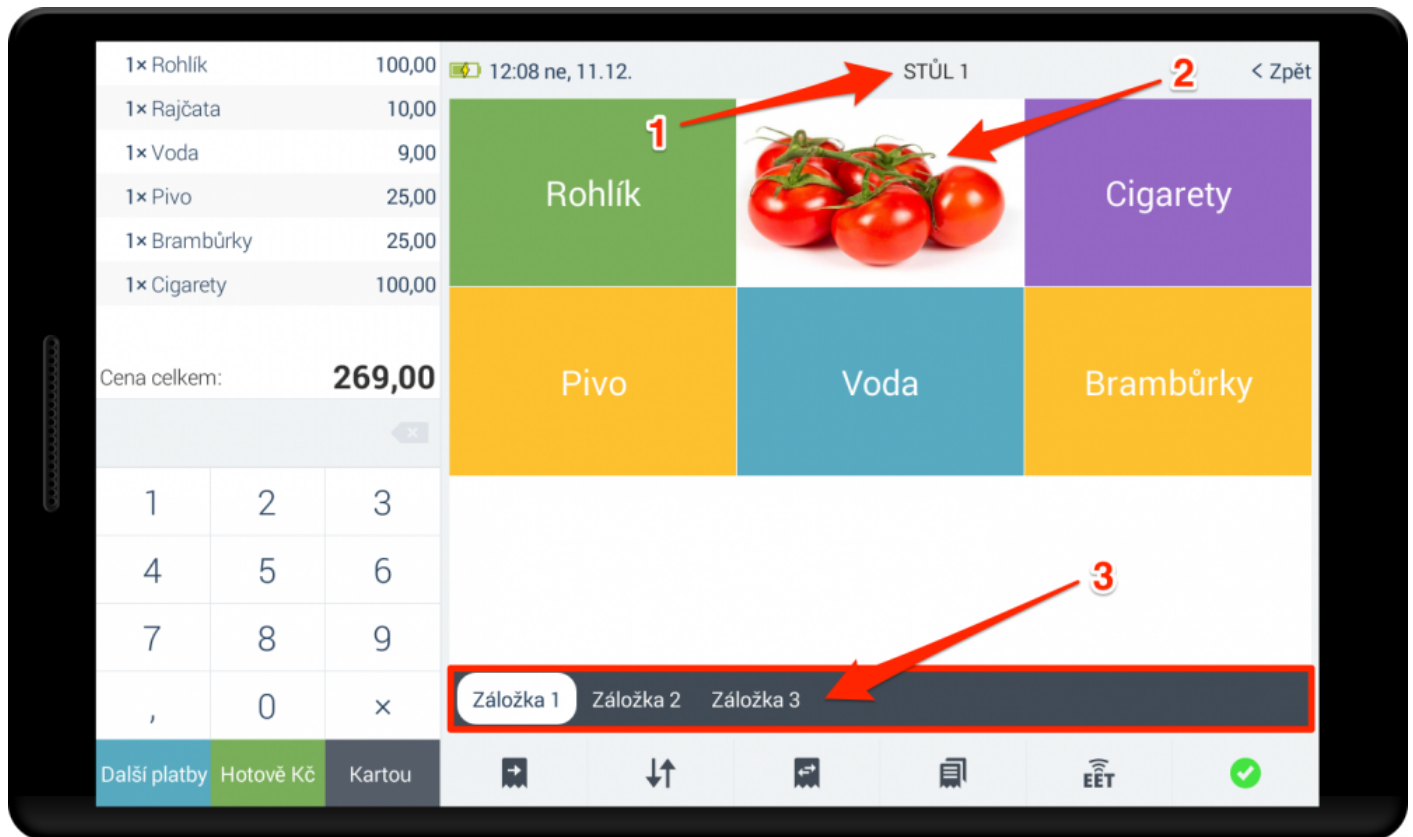 1× Rohlík 100,00
1× Rajčata 10,00
1× Voda 9,00
1× Pivo 25,00
1× Brambůrky 25,00
1× Cigarety 100,00
Cena celkem: 269,00
1 2 3
4 5 6
7 8 9
, 0 ×
Další platby Hotově Kč Kartou
12:08 ne, 11.12. STŮL 1 < Zpět
1
2
Rohlík Cigarety
Pivo Voda Brambůrky
3
Záložka 1 Záložka 2 Záložka 3
EET